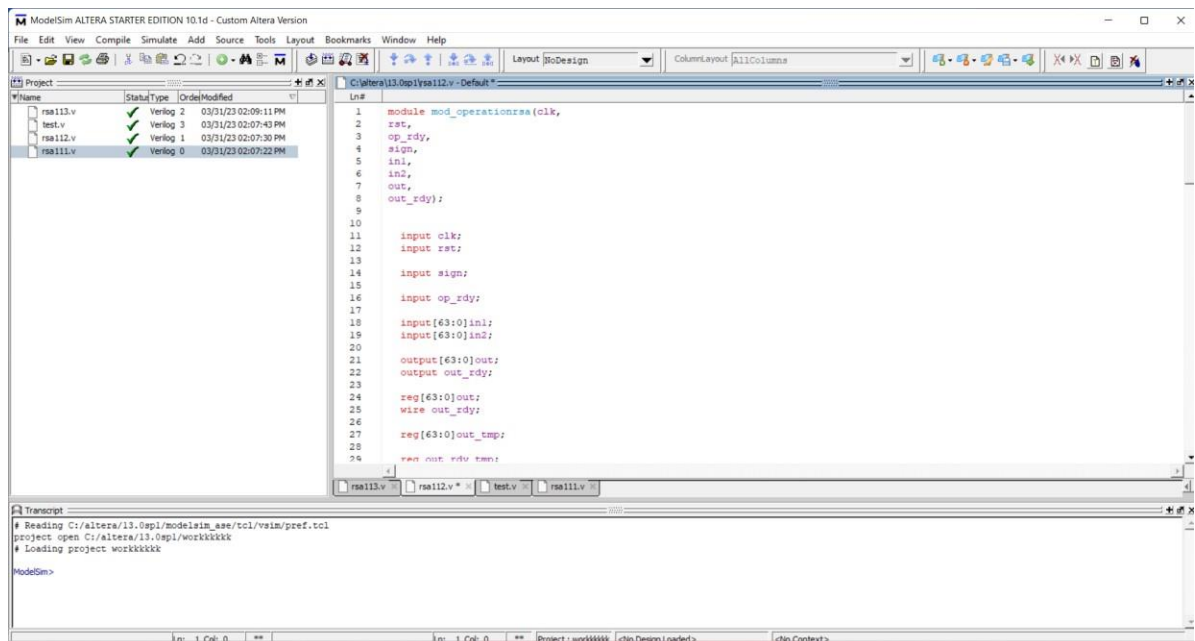 ModelSim ALTERA STARTER EDITION 10.1d - Custom Altera Version
File Edit View Compile Simulate Add Source Tools Layout Bookmarks Window Help
Layout NoDesign
ColumnLayout AllColumns
Project
Name Statu Type Orde Modified
rsa113.v Verilog 2 03/31/23 02:09:11 PM
test.v Verilog 3 03/31/23 02:07:43 PM
rsa112.v Verilog 1 03/31/23 02:07:30 PM
rsa111.v Verilog 0 03/31/23 02:07:22 PM
C:\altera\13.0sp1\rsa112.v - Default *
Ln#
1 module mod_operationrsa(clk,
2 rst,
3 op_rdy,
4 sign,
5 in1,
6 in2,
7 out,
8 out_rdy);
9
10
11 input clk;
12 input rst;
13
14 input sign;
15
16 input op_rdy;
17
18 input[63:0]in1;
19 input[63:0]in2;
20
21 output[63:0]out;
22 output out_rdy;
23
24 reg[63:0]out;
25 wire out_rdy;
26
27 reg[63:0]out_tmp;
28
29 reg out_rdy_tmp;
rsa113.v rsa112.v * test.v rsa111.v
Transcript
# Reading C:/altera/13.0sp1/modelsim_ase/tcl/vsim/pref.tcl
project open C:/altera/13.0sp1/workkkkkk
# Loading project workkkkkk
ModelSim>
Ln: 1 Col: 0 ** Ln: 1 Col: 0 ** Project : workkkkkk <No Design Loaded> <No Context>